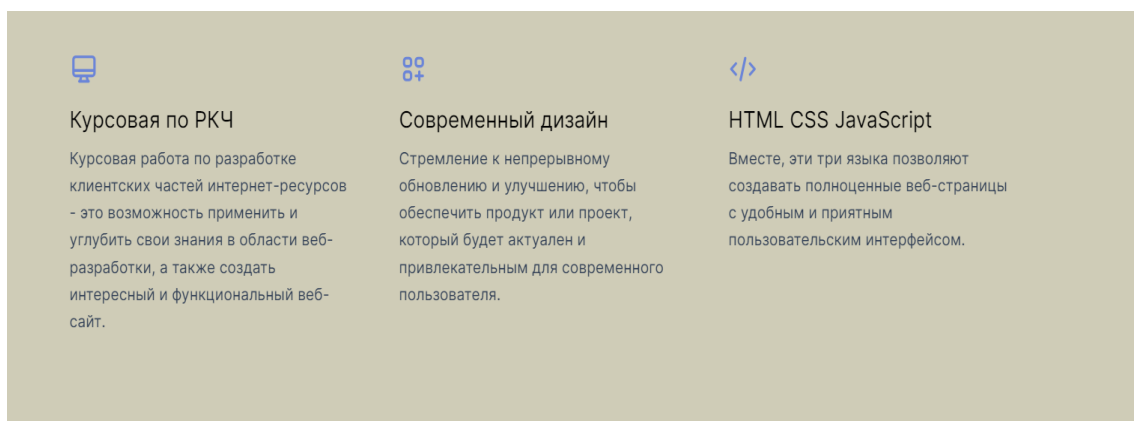 Курсовая по РКЧ
Курсовая работа по разработке
клиентских частей интернет-ресурсов
- это возможность применить и
углубить свои знания в области веб-
разработки, а также создать
интересный и функциональный веб-
сайт.
Современный дизайн
Стремление к непрерывному
обновлению и улучшению, чтобы
обеспечить продукт или проект,
который будет актуален и
привлекательным для современного
пользователя.
HTML CSS JavaScript
Вместе, эти три языка позволяют
создавать полноценные веб-страницы
с удобным и приятным
пользовательским интерфейсом.